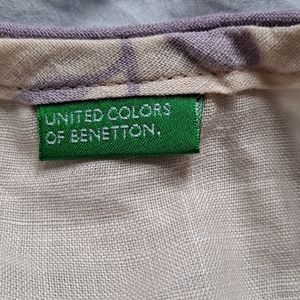 UNITED COLORS
OF BENETTON.